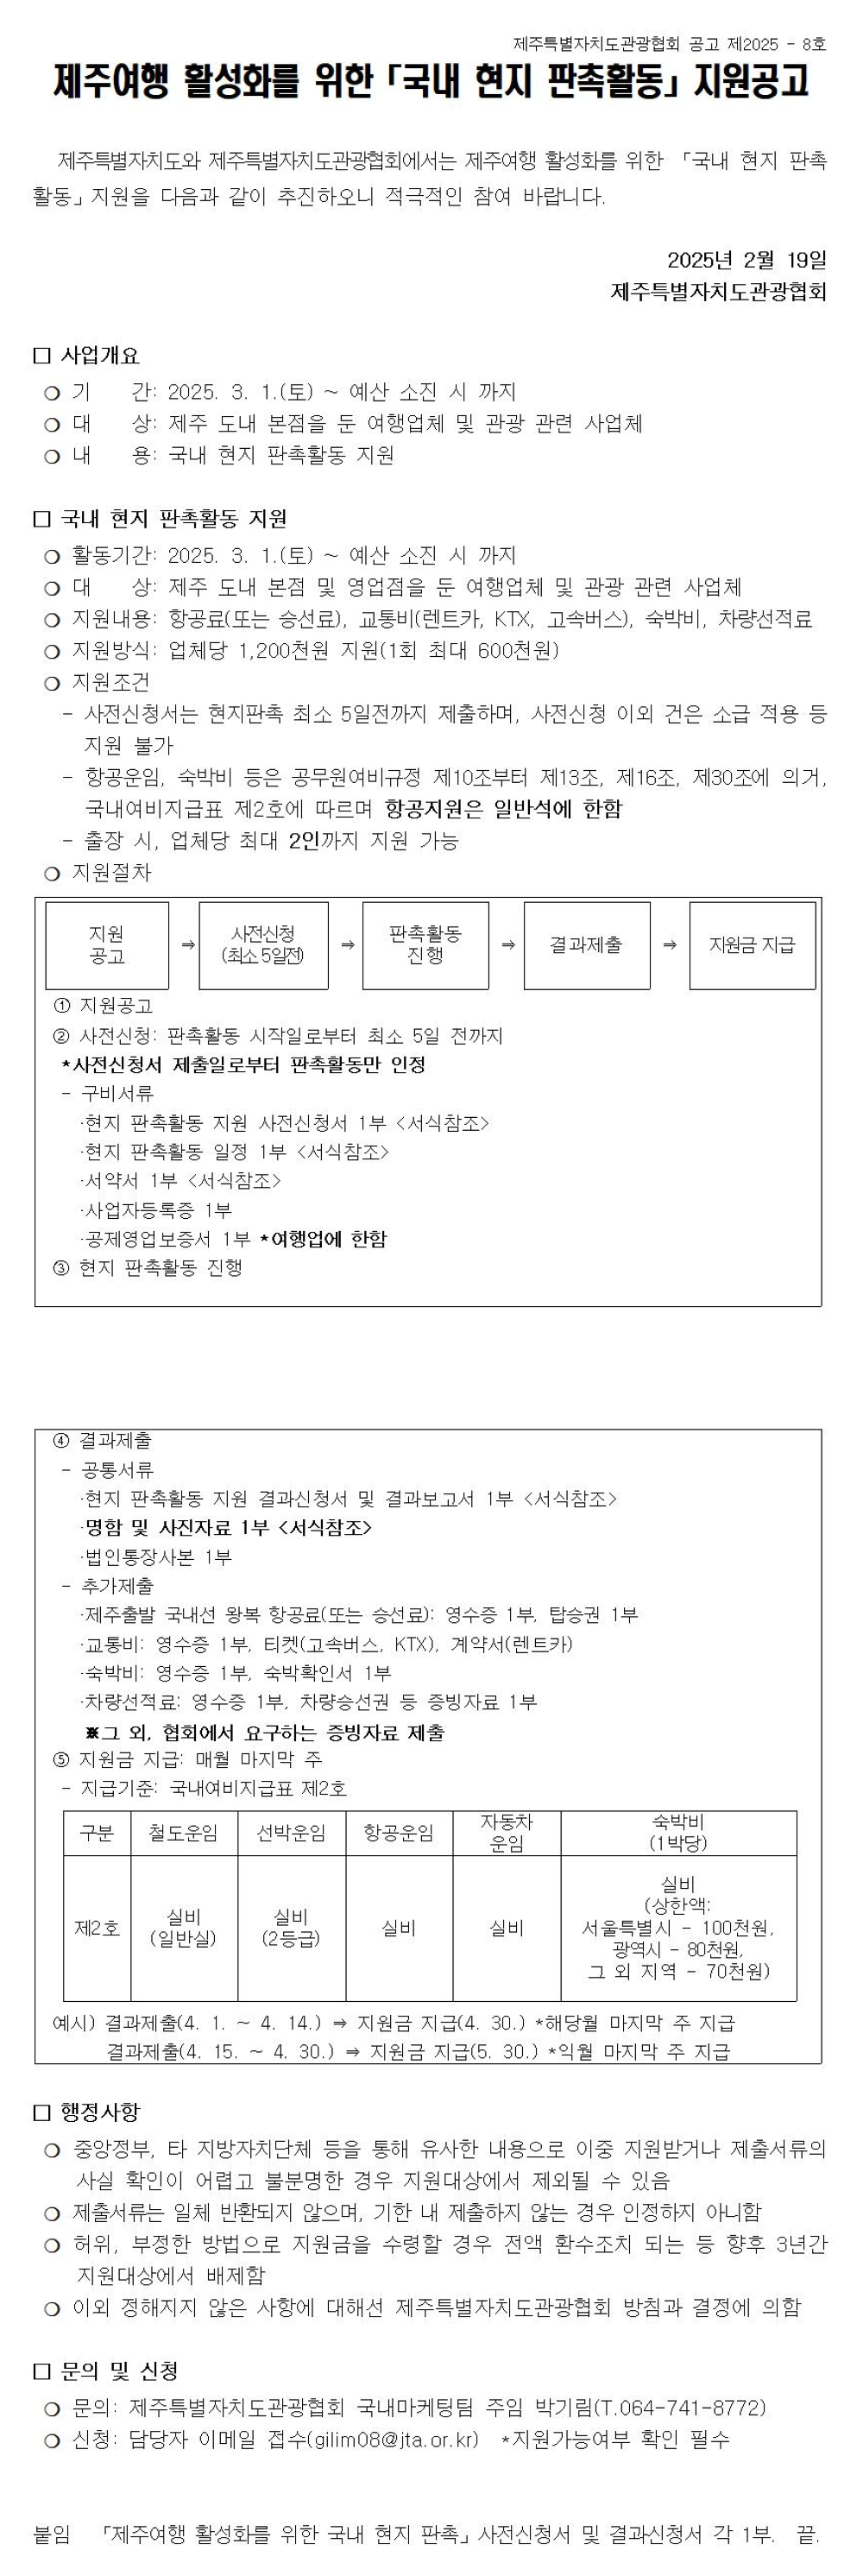 제주특별자치도관광협회 공고 제2025 - 8호
제주여행 활성화를 위한 「국내 현지 판촉활동」 지원공고
제주특별자치도와 제주특별자치도관광협회에서는 제주여행 활성화를 위한 「국내 현지 판촉
활동」 지원을 다음과 같이 추진하오니 적극적인 참여 바랍니다.
2025년 2월 19일
제주특별자치도관광협회
□ 사업개요
❍ 기 간: 2025. 3. 1.(토) ~ 예산 소진 시 까지
❍ 대 상: 제주 도내 본점을 둔 여행업체 및 관광 관련 사업체
❍ 내 용: 국내 현지 판촉활동 지원
□ 국내 현지 판촉활동 지원
❍ 활동기간: 2025. 3. 1.(토) ~ 예산 소진 시 까지
❍ 대 상: 제주 도내 본점 및 영업점을 둔 여행업체 및 관광 관련 사업체
❍ 지원내용: 항공료(또는 승선료), 교통비(렌트카, KTX, 고속버스), 숙박비, 차량선적료
❍ 지원방식: 업체당 1,200천원 지원(1회 최대 600천원)
❍ 지원조건
- 사전신청서는 현지판촉 최소 5일전까지 제출하며, 사전신청 이외 건은 소급 적용 등
지원 불가
- 항공운임, 숙박비 등은 공무원여비규정 제10조부터 제13조, 제16조, 제30조에 의거,
국내여비지급표 제2호에 따르며 항공지원은 일반석에 한함
- 출장 시, 업체당 최대 2인까지 지원 가능
❍ 지원절차
지원
공고
⇒
사전신청
(최소 5일전)
⇒
판촉활동
진행
⇒
결과제출
⇒
지원금 지급
① 지원공고
② 사전신청: 판촉활동 시작일로부터 최소 5일 전까지
*사전신청서 제출일로부터 판촉활동만 인정
- 구비서류
·현지 판촉활동 지원 사전신청서 1부 <서식참조>
·현지 판촉활동 일정 1부 <서식참조>
·서약서 1부 <서식참조>
·사업자등록증 1부
·공제영업보증서 1부 *여행업에 한함
③ 현지 판촉활동 진행
④ 결과제출
- 공통서류
·현지 판촉활동 지원 결과신청서 및 결과보고서 1부 <서식참조>
·명함 및 사진자료 1부 <서식참조>
·법인통장사본 1부
- 추가제출
·제주출발 국내선 왕복 항공료(또는 승선료): 영수증 1부, 탑승권 1부
·교통비: 영수증 1부, 티켓(고속버스, KTX), 계약서(렌트카)
·숙박비: 영수증 1부, 숙박확인서 1부
·차량선적료: 영수증 1부, 차량승선권 등 증빙자료 1부
※그 외, 협회에서 요구하는 증빙자료 제출
⑤ 지원금 지급: 매월 마지막 주
- 지급기준: 국내여비지급표 제2호
구분 철도운임 선박운임 항공운임 자동차
운임 숙박비
(1박당)
제2호 실비
(일반실) 실비
(2등급) 실비 실비 실비
(상한액:
서울특별시 - 100천원,
광역시 - 80천원,
그 외 지역 - 70천원)
예시) 결과제출(4. 1. ~ 4. 14.) ⇒ 지원금 지급(4. 30.) *해당월 마지막 주 지급
결과제출(4. 15. ~ 4. 30.) ⇒ 지원금 지급(5. 30.) *익월 마지막 주 지급
□ 행정사항
❍ 중앙정부, 타 지방자치단체 등을 통해 유사한 내용으로 이중 지원받거나 제출서류의
사실 확인이 어렵고 불분명한 경우 지원대상에서 제외될 수 있음
❍ 제출서류는 일체 반환되지 않으며, 기한 내 제출하지 않는 경우 인정하지 아니함
❍ 허위, 부정한 방법으로 지원금을 수령할 경우 전액 환수조치 되는 등 향후 3년간
지원대상에서 배제함
❍ 이외 정해지지 않은 사항에 대해선 제주특별자치도관광협회 방침과 결정에 의함
□ 문의 및 신청
❍ 문의: 제주특별자치도관광협회 국내마케팅팀 주임 박기림(T.064-741-8772)
❍ 신청: 담당자 이메일 접수(gilim08@jta.or.kr) *지원가능여부 확인 필수
붙임 「제주여행 활성화를 위한 국내 현지 판촉」 사전신청서 및 결과신청서 각 1부. 끝.